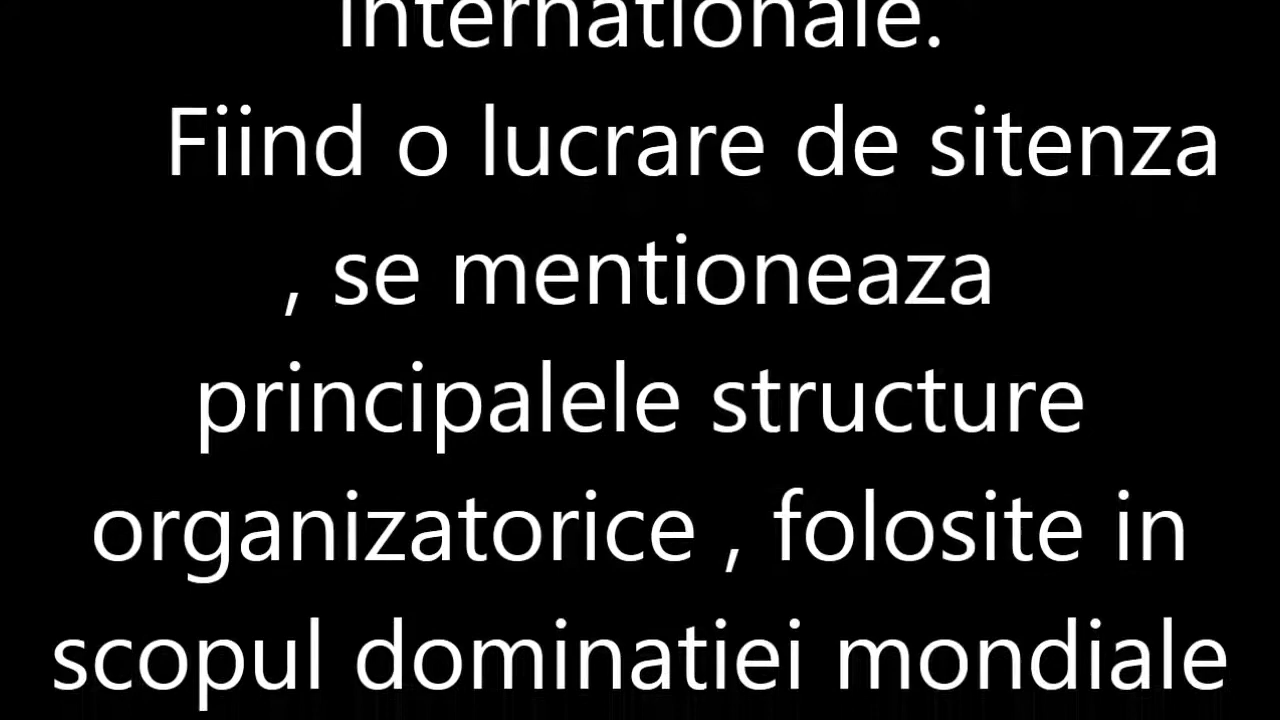 Internationale.
Fiind o lucrare de sitenza
, se mentioneaza
principalele structure
organizatorice , folosite in
scopul dominatiei mondiale